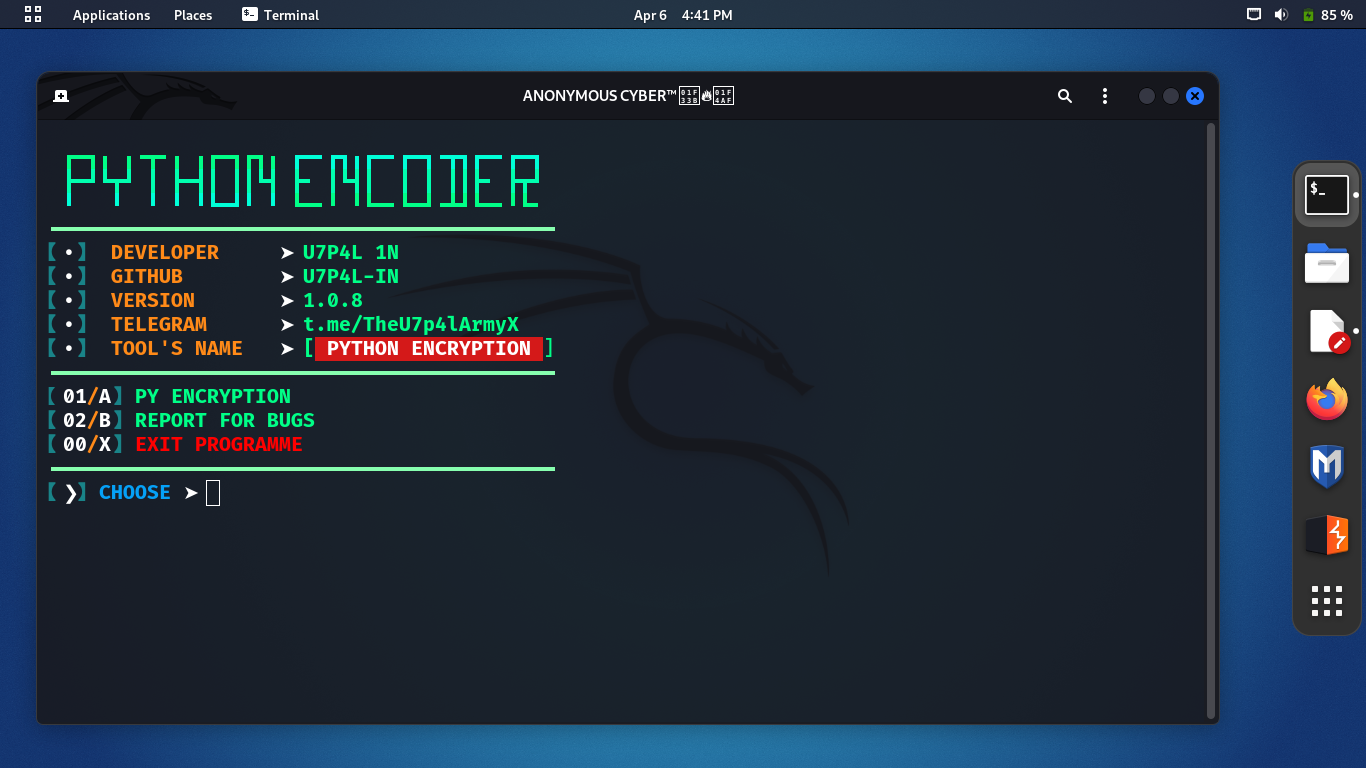 Applications Places Terminal Apr 6 4:41 PM 85 %
ANONYMOUS CYBER™ 🌻🔥💯
PYTHON ENCODER
【 • 】 DEVELOPER ➤ U7P4L 1N
【 • 】 GITHUB ➤ U7P4L-IN
【 • 】 VERSION ➤ 1.0.8
【 • 】 TELEGRAM ➤ t.me/TheU7p4lArmyX
【 • 】 TOOL'S NAME ➤ [ PYTHON ENCRYPTION ]
【 01/A 】 PY ENCRYPTION
【 02/B 】 REPORT FOR BUGS
【 00/X 】 EXIT PROGRAMME
【 ❯ 】 CHOOSE ➤
$_